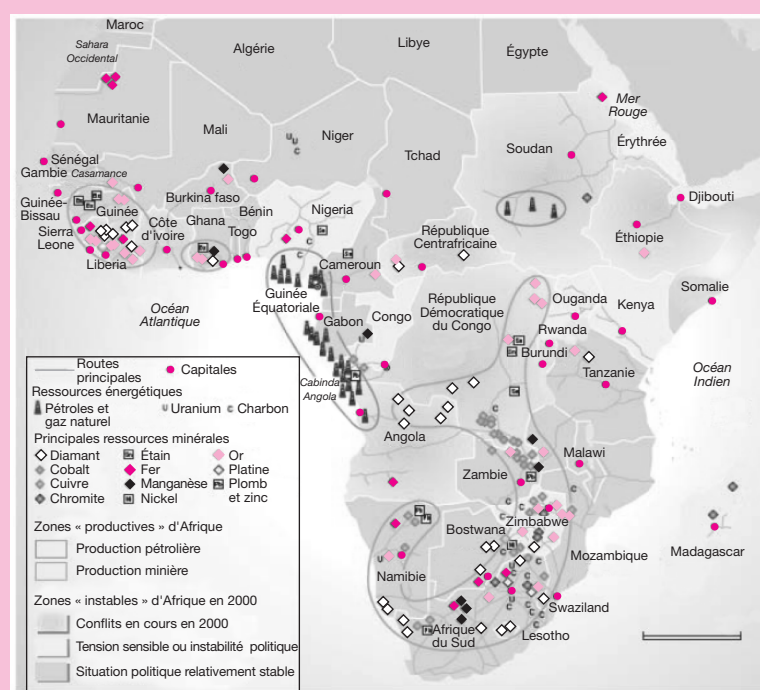 Maroc
Sahara
Occidental
Algérie
Libye
Égypte
Mer
Rouge
Mauritanie
Mali
Niger
Tchad
Soudan
Érythrée
Sénégal
Gambie
Casamance
Guinée-
Bissau
Guinée
Burkina faso
Bénin
Nigeria
Djibouti
Sierra
Leone
Côte
d'Ivoire
Ghana
Togo
Liberia
République
Centrafricaine
Éthiopie
Cameroun
Somalie
Océan
Atlantique
Guinée
Équatoriale
Gabon
Congo
République
Démocratique
du Congo
Ouganda
Kenya
Rwanda
Burundi
Tanzanie
Océan
Indien
Cabinda
Angola
Angola
Zambie
Malawi
Zimbabwe
Bostwana
Namibie
Mozambique
Madagascar
Swaziland
Afrique
du Sud
Lesotho
Routes
principales
Capitales
Ressources énergétiques
Pétroles et
gaz naturel
U Uranium
C Charbon
Principales ressources minérales
Diamant
Étain
Or
Cobalt
Fer
Platine
Cuivre
Manganèse
Plomb
et zinc
Chromite
Nickel
Zones « productives » d'Afrique
Production pétrolière
Production minière
Zones « instables » d'Afrique en 2000
Conflits en cours en 2000
Tension sensible ou instabilité politique
Situation politique relativement stable